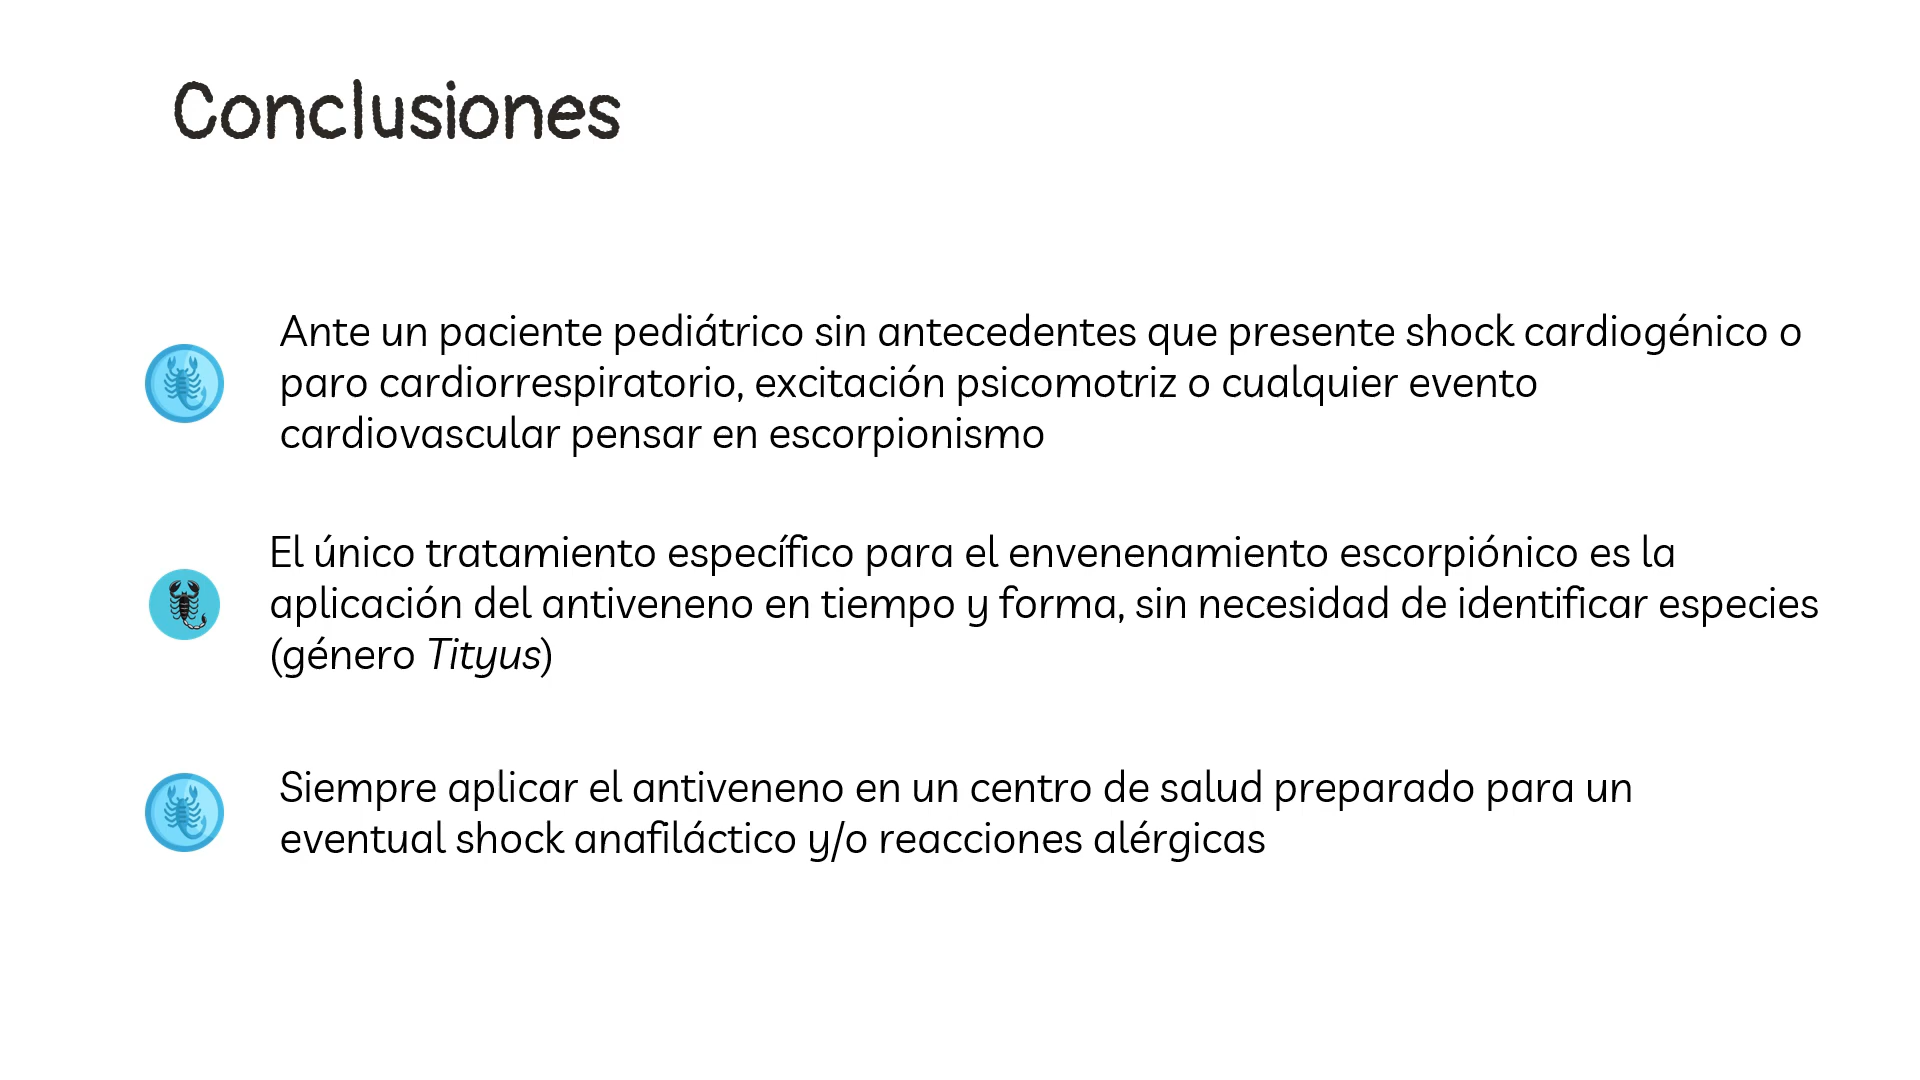 Conclusiones
Ante un paciente pediátrico sin antecedentes que presente shock cardiogénico o
paro cardiorrespiratorio, excitación psicomotriz o cualquier evento
cardiovascular pensar en escorpionismo
El único tratamiento específico para el envenenamiento escorpiónico es la
aplicación del antiveneno en tiempo y forma, sin necesidad de identificar especies
(género Tityus)
Siempre aplicar el antiveneno en un centro de salud preparado para un
eventual shock anafiláctico y/o reacciones alérgicas